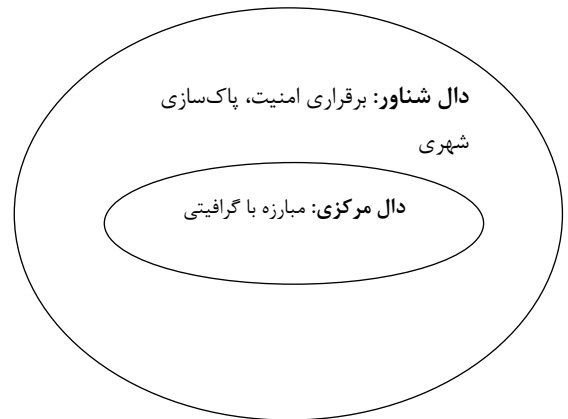 دال شناور: برقراری امنیت، پاک‌سازی
شهری
دال مرکزی: مبارزه با گرافیتی